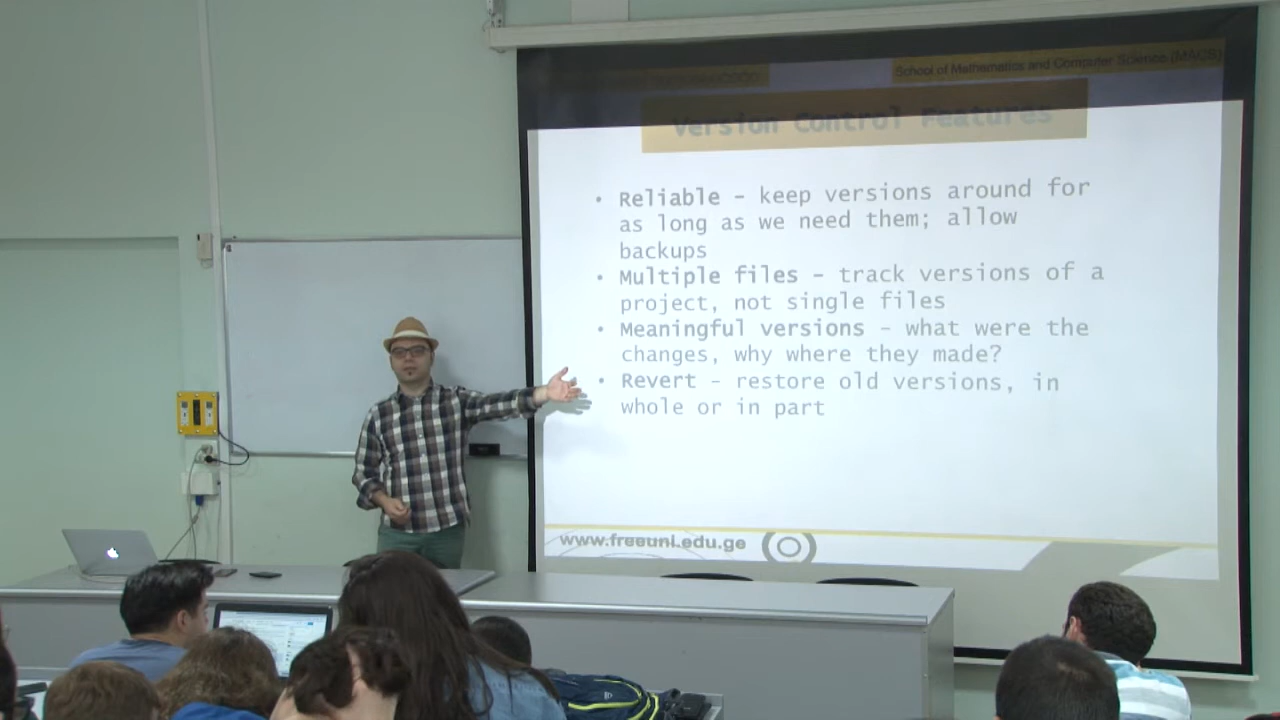 School of Mathematics and Computer Science (MACS)
Version Control Features
• Reliable – keep versions around for
as long as we need them; allow
backups
• Multiple files – track versions of a
project, not single files
• Meaningful versions – what were the
changes, why where they made?
• Revert – restore old versions, in
whole or in part
www.freeuni.edu.ge